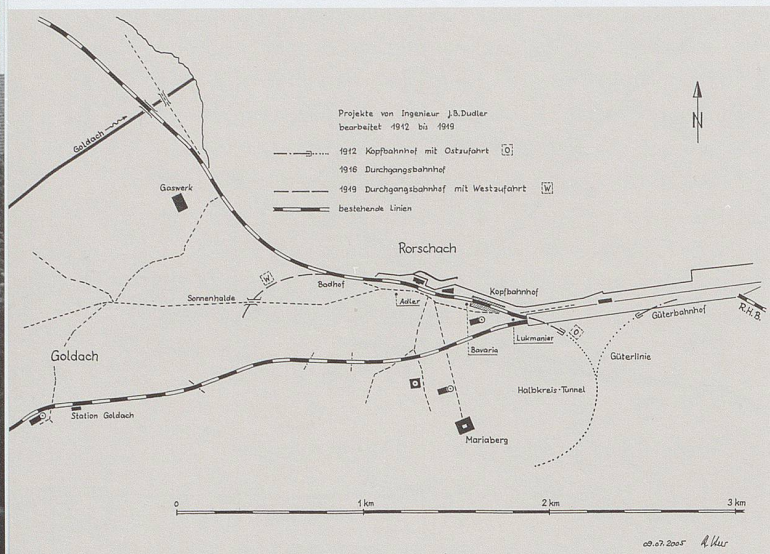 Projekte von Ingenieur J.B. Dudler
bearbeitet 1912 bis 1919
1912 Kopfbahnhof mit Ostzufahrt O
1916 Durchgangsbahnhof
1919 Durchgangsbahnhof mit Westzufahrt W
bestehende Linien
N
Goldach
Gaswerk
Rorschach
W
Badhof
Sonnenhalde
Adler
Kopfbahnhof
Güterbahnhof
R.H.B.
Bavaria
Lukmanier
O
Güterlinie
Goldach
Station Goldach
Halbkreis-Tunnel
Mariaberg
0 1 km 2 km 3 km
09.07.2005